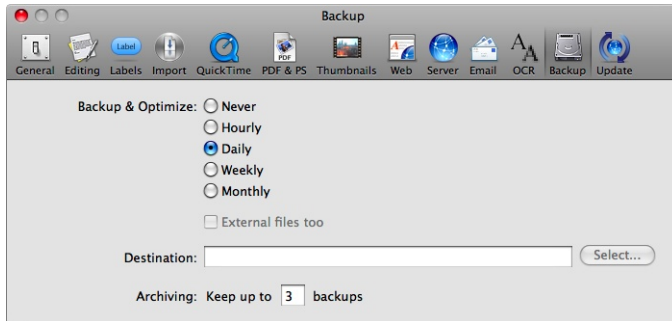 Backup
Label
PDF
General Editing Labels Import QuickTime PDF & PS Thumbnails Web Server Email OCR Backup Update
Backup & Optimize: Never
Hourly
Daily
Weekly
Monthly
External files too
Destination: Select...
Archiving: Keep up to 3 backups